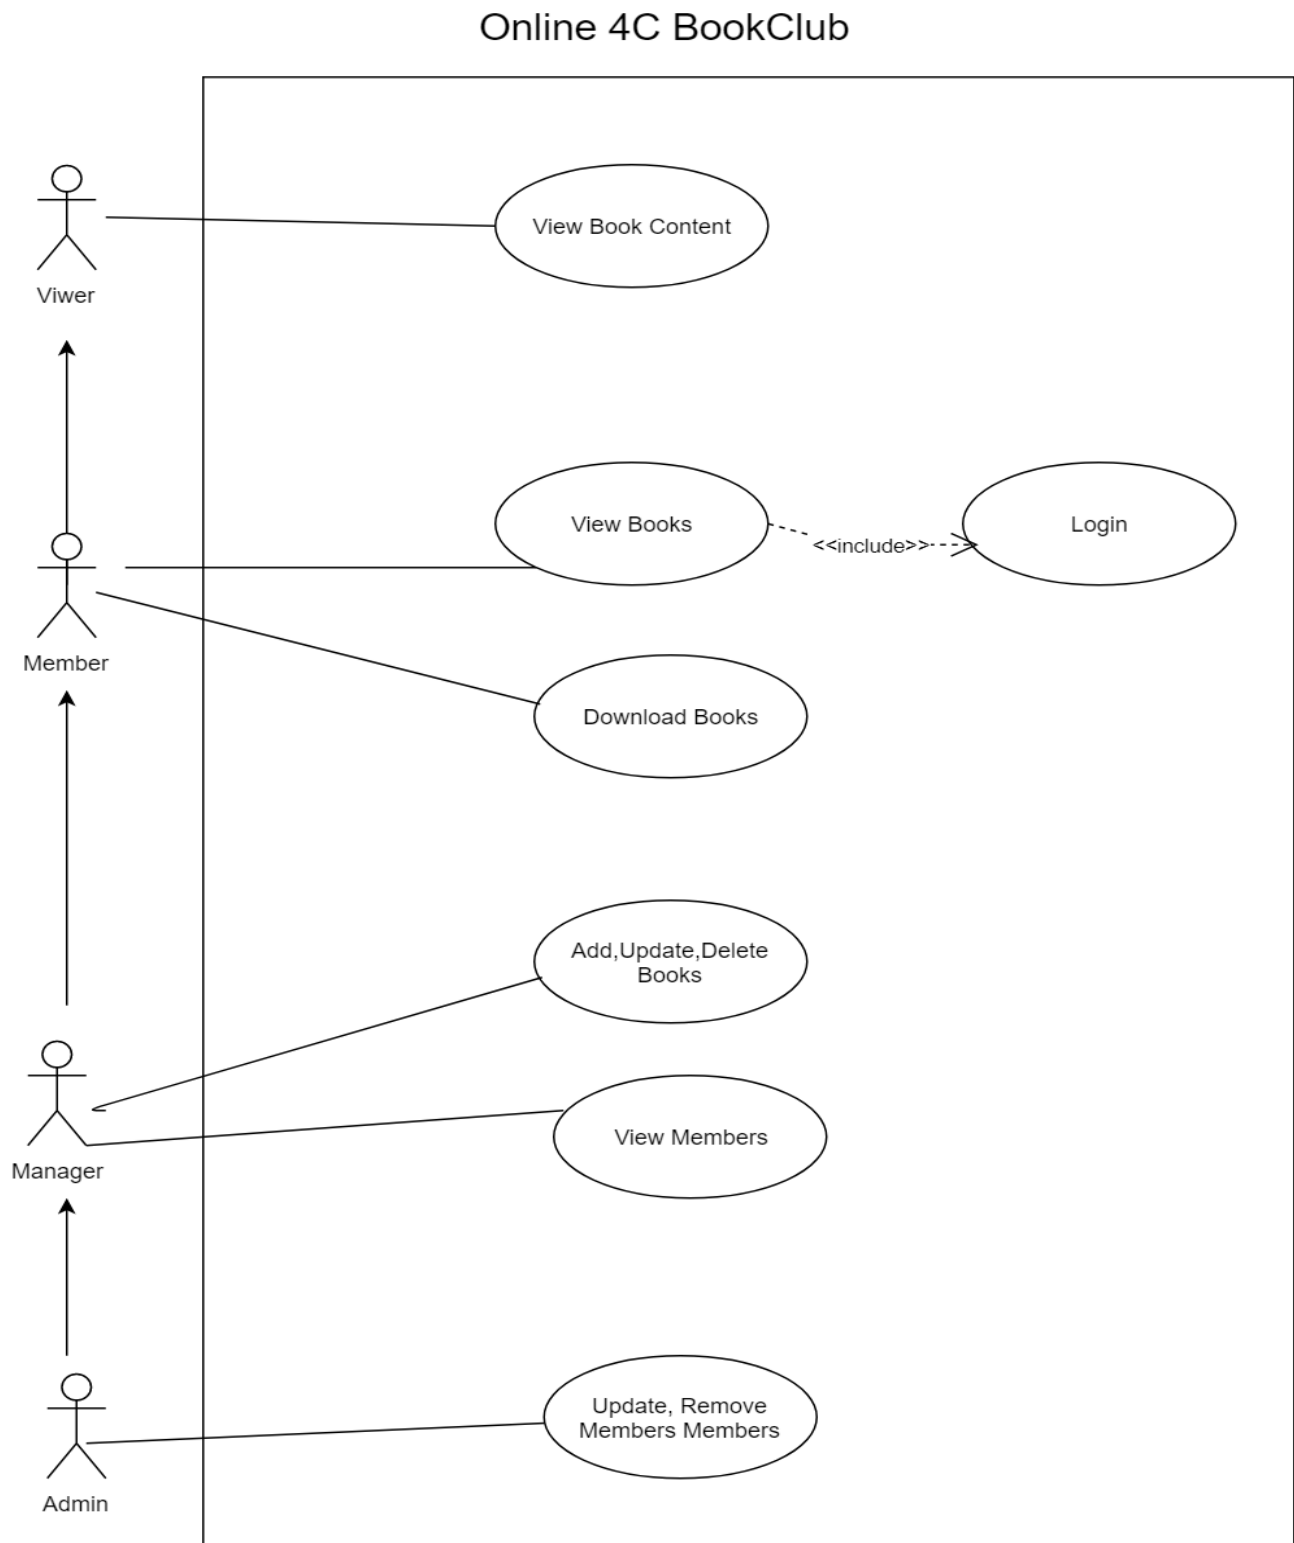 Online 4C BookClub
View Book Content
Viwer
View Books
<<include>>
Login
Member
Download Books
Add,Update,Delete
Books
View Members
Manager
Update, Remove
Members Members
Admin